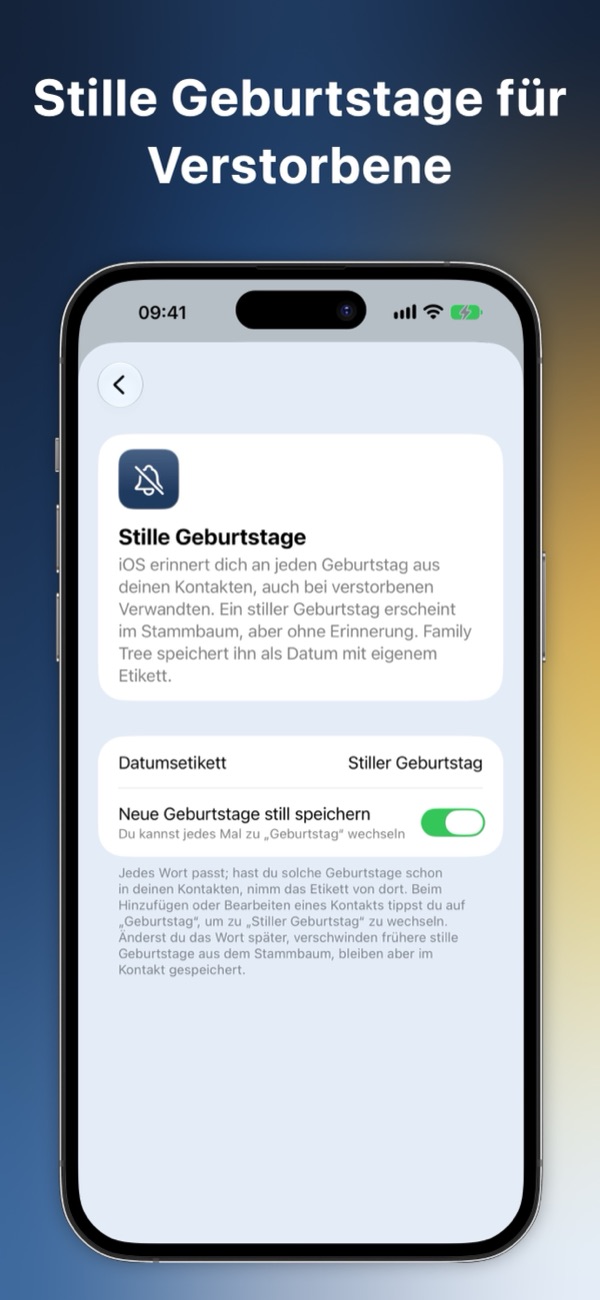 Stille Geburtstage für
Verstorbene
09:41
Stille Geburtstage
iOS erinnert dich an jeden Geburtstag aus
deinen Kontakten, auch bei verstorbenen
Verwandten. Ein stiller Geburtstag erscheint
im Stammbaum, aber ohne Erinnerung. Family
Tree speichert ihn als Datum mit eigenem
Etikett.
Datumsetikett Stiller Geburtstag
Neue Geburtstage still speichern
Du kannst jedes Mal zu „Geburtstag“ wechseln
Jedes Wort passt; hast du solche Geburtstage schon
in deinen Kontakten, nimm das Etikett von dort. Beim
Hinzufügen oder Bearbeiten eines Kontakts tippst du auf
„Geburtstag“, um zu „Stiller Geburtstag“ zu wechseln.
Änderst du das Wort später, verschwinden frühere stille
Geburtstage aus dem Stammbaum, bleiben aber im
Kontakt gespeichert.